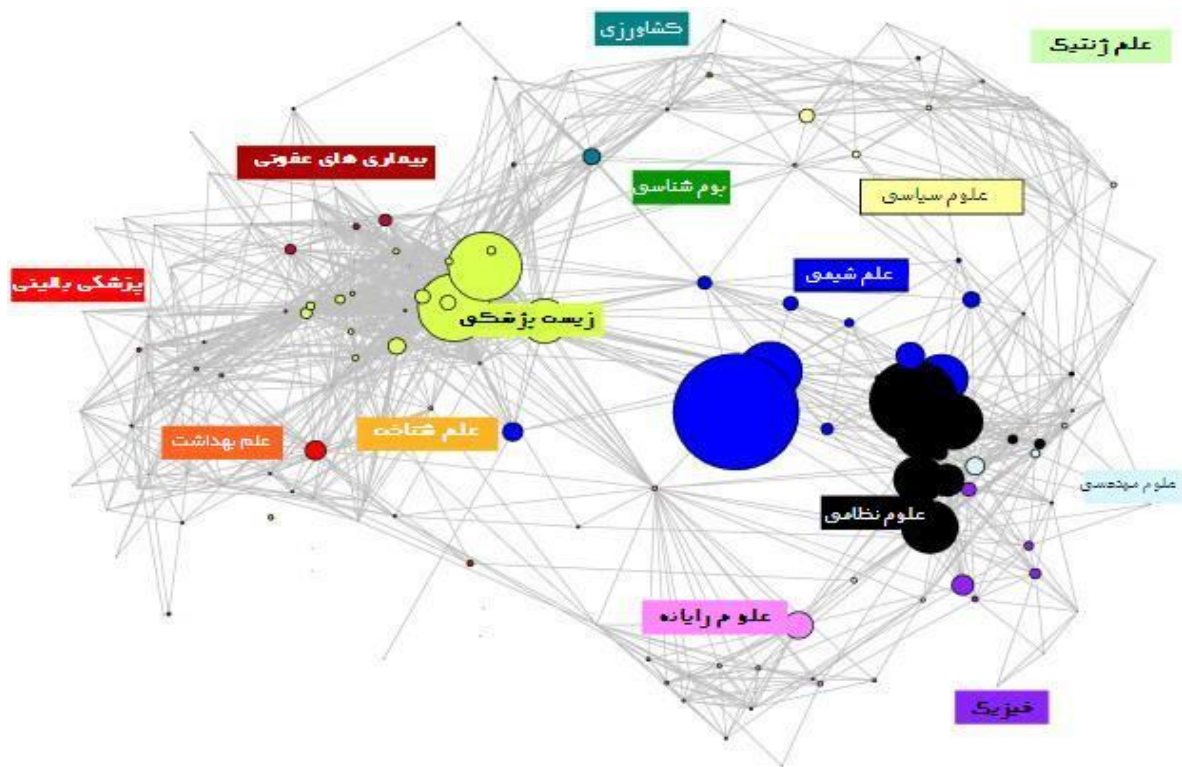 کشاورزی
علم ژنتیک
بیماری های عفونی
بوم شناسی
علوم سیاسی
پزشکی بالینی
علم شیمی
زیست پزشکی
علم شناخت
علم بهداشت
علوم مهندسی
علوم نظامی
علوم رایانه
فیزیک